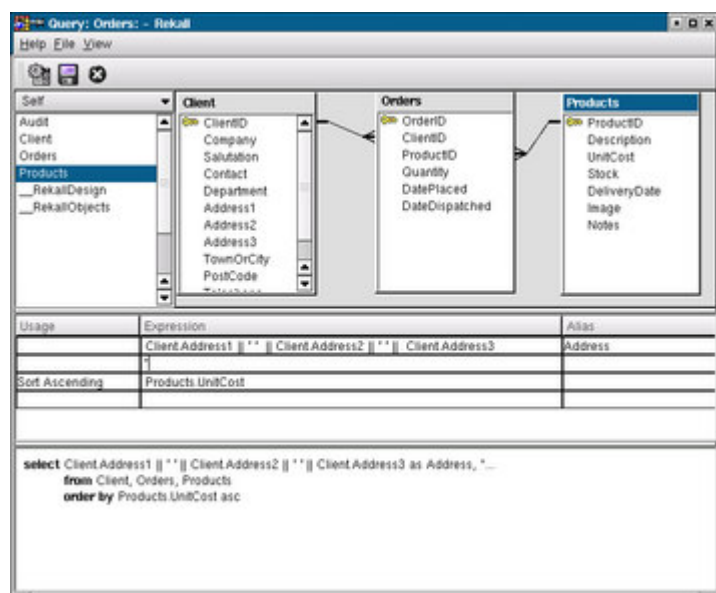 Query: Orders: - Rekall
Help File View
Self
Audit
Client
Orders
Products
__RekallDesign
__RekallObjects
Client
ClientID
Company
Salutation
Contact
Department
Address1
Address2
Address3
TownOrCity
PostCode
Orders
OrderID
ClientID
ProductID
Quantity
DatePlaced
DateDispatched
Products
ProductID
Description
UnitCost
Stock
DeliveryDate
Image
Notes
Usage Expression Alias
Client.Address1 || ' ' || Client.Address2 || ' ' || Client.Address3 Address
*
Sort Ascending Products.UnitCost
select Client.Address1 || ' ' || Client.Address2 || ' ' || Client.Address3 as Address, *...
from Client, Orders, Products
order by Products.UnitCost asc